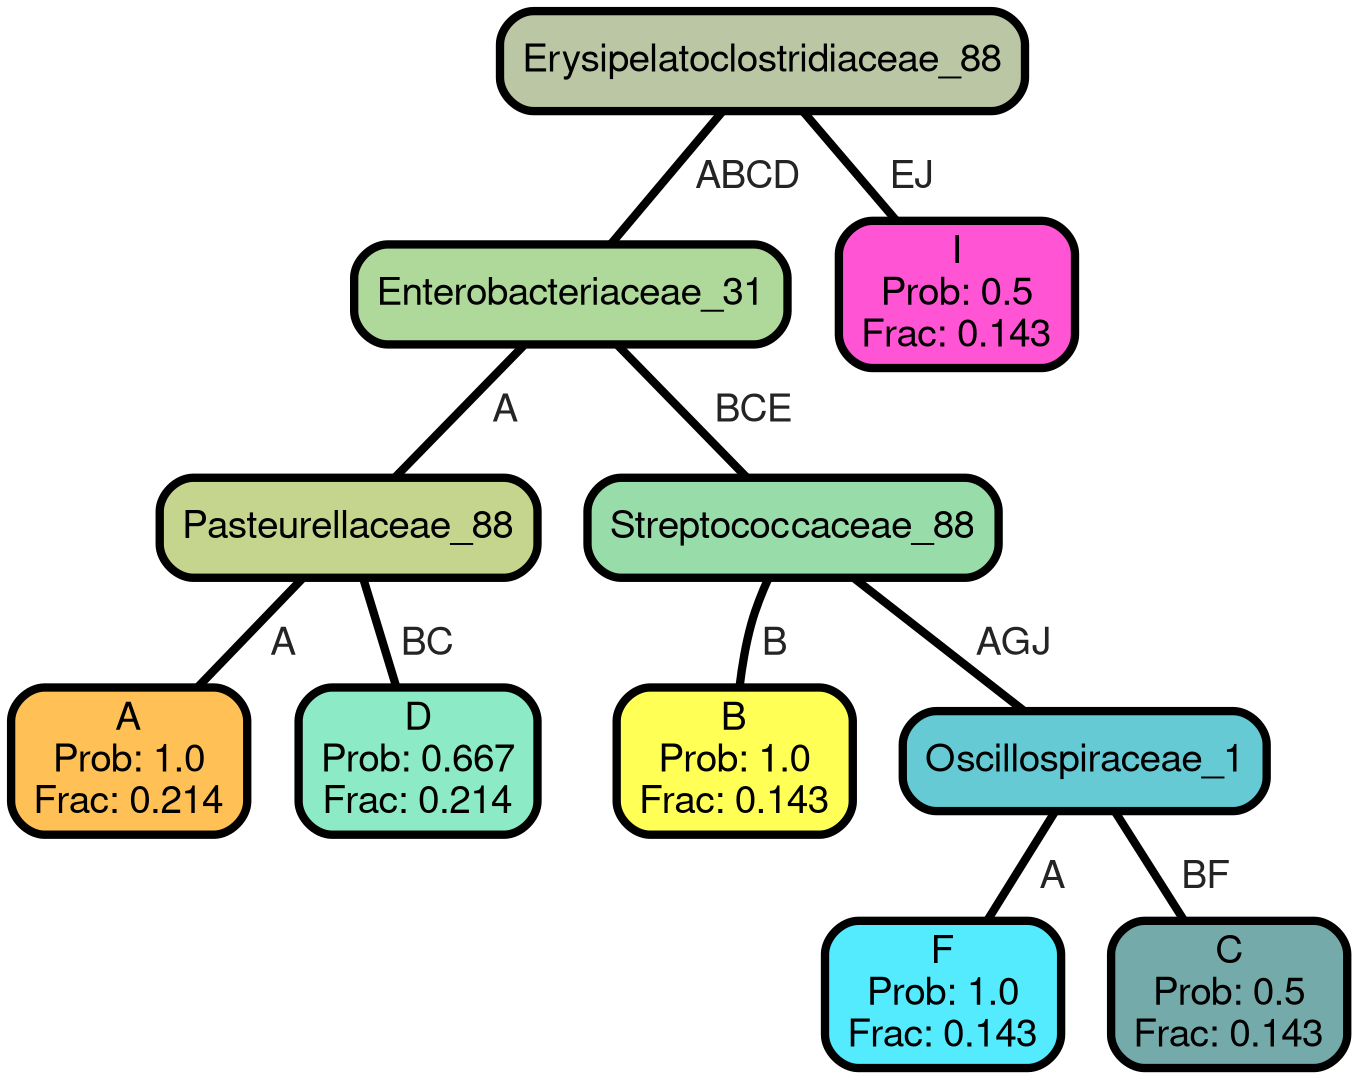 Erysipelatoclostridiaceae_88
ABCD
EJ
Enterobacteriaceae_31
I
Prob: 0.5
Frac: 0.143
A
BCE
Pasteurellaceae_88
Streptococcaceae_88
A
BC
B
AGJ
A
Prob: 1.0
Frac: 0.214
D
Prob: 0.667
Frac: 0.214
B
Prob: 1.0
Frac: 0.143
Oscillospiraceae_1
A
BF
F
Prob: 1.0
Frac: 0.143
C
Prob: 0.5
Frac: 0.143